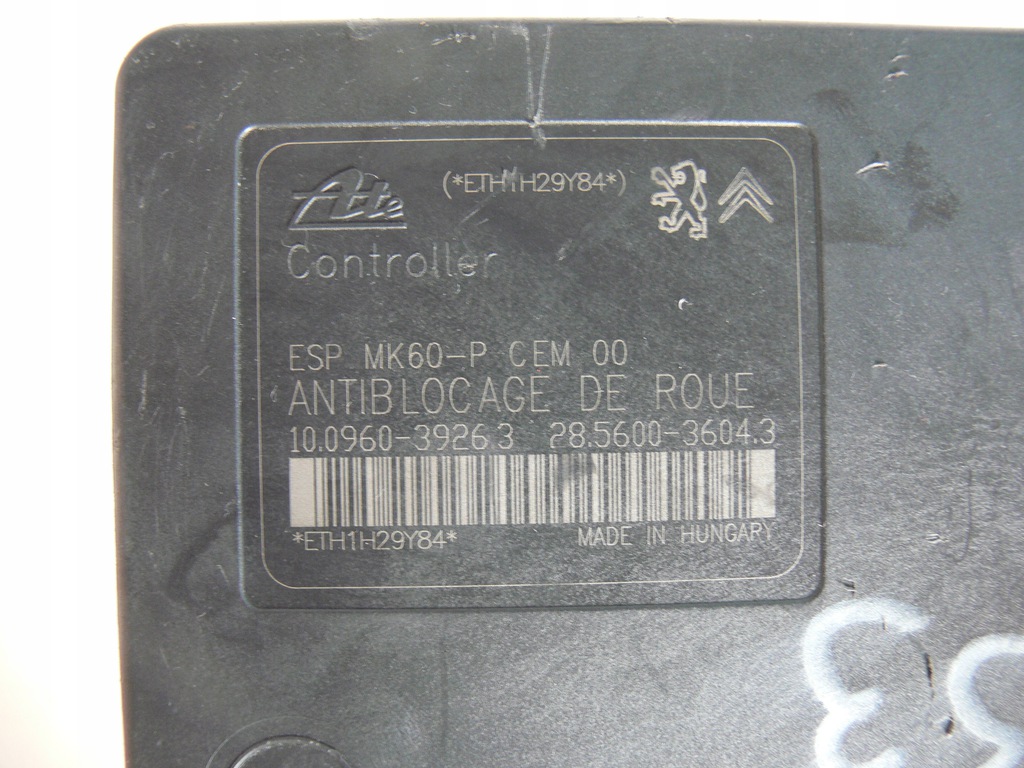 Ate (*ETH1H29Y84*)
Controller
ESP MK60-P CEM 00
ANTIBLOCAGE DE ROUE
10.0960-3926.3 28.5600-3604.3
*ETH1H29Y84* MADE IN HUNGARY